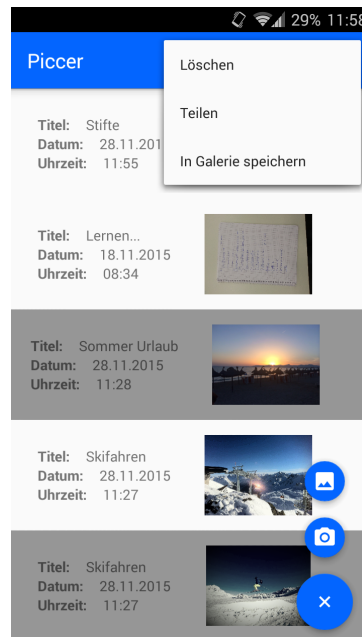 29% 11:58
Piccer
Löschen
Teilen
In Galerie speichern
Titel: Stifte
Datum: 28.11.201
Uhrzeit: 11:55
Titel: Lernen...
Datum: 18.11.2015
Uhrzeit: 08:34
Titel: Sommer Urlaub
Datum: 28.11.2015
Uhrzeit: 11:28
Titel: Skifahren
Datum: 28.11.2015
Uhrzeit: 11:27
Titel: Skifahren
Datum: 28.11.2015
Uhrzeit: 11:27